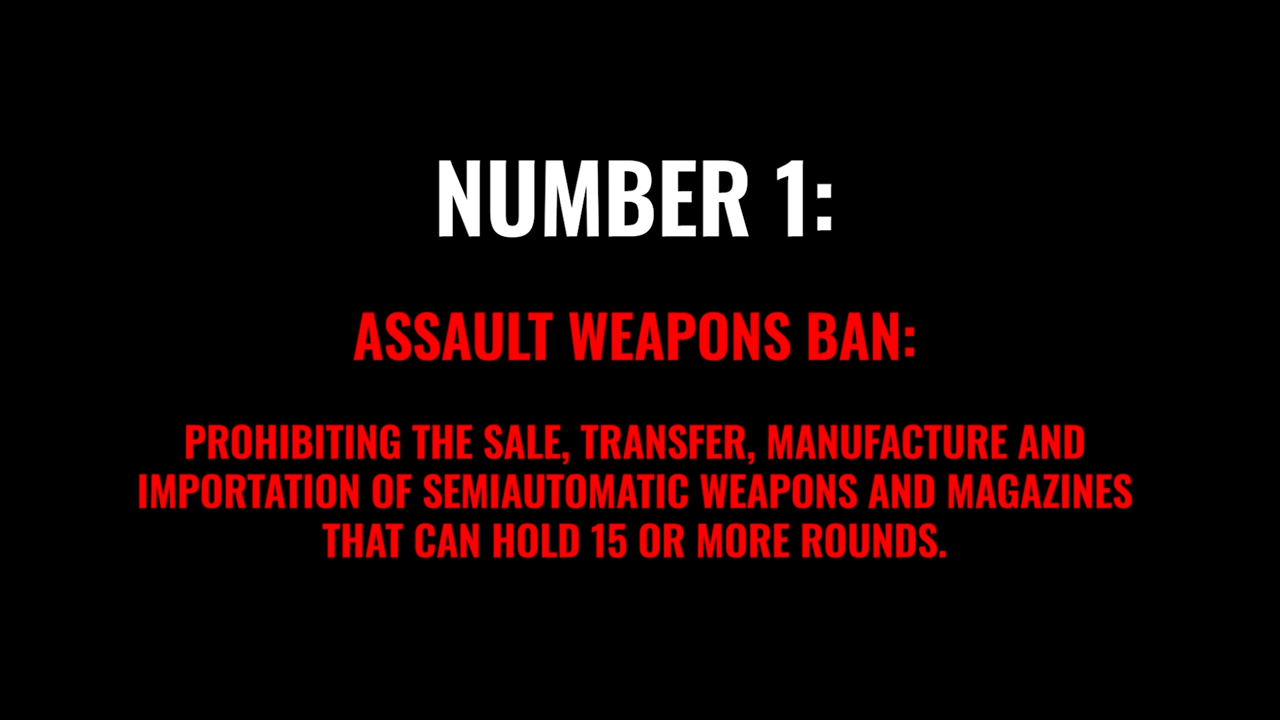 NUMBER 1:
ASSAULT WEAPONS BAN:
PROHIBITING THE SALE, TRANSFER, MANUFACTURE AND
IMPORTATION OF SEMIAUTOMATIC WEAPONS AND MAGAZINES
THAT CAN HOLD 15 OR MORE ROUNDS.